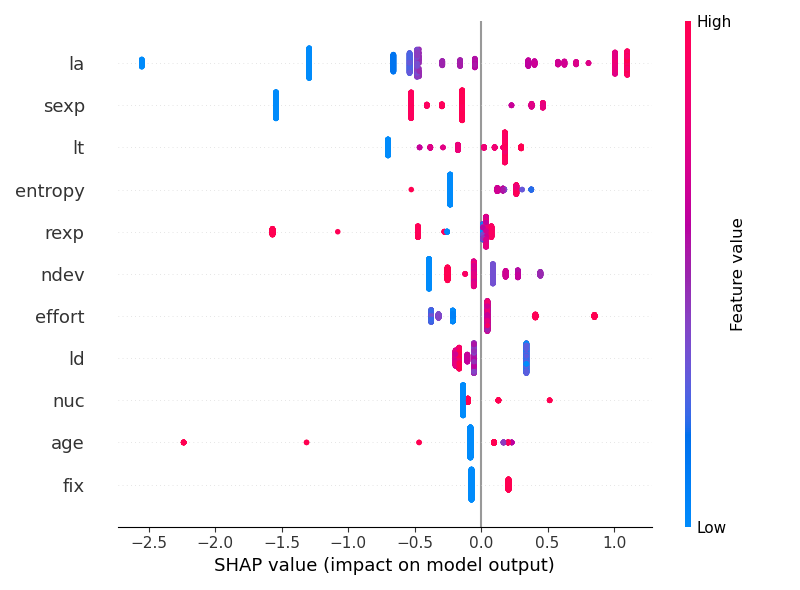 High
la
sexp
lt
entropy
rexp
ndev
effort
ld
nuc
age
fix
Feature value
Low
−2.5 −2.0 −1.5 −1.0 −0.5 0.0 0.5 1.0
SHAP value (impact on model output)